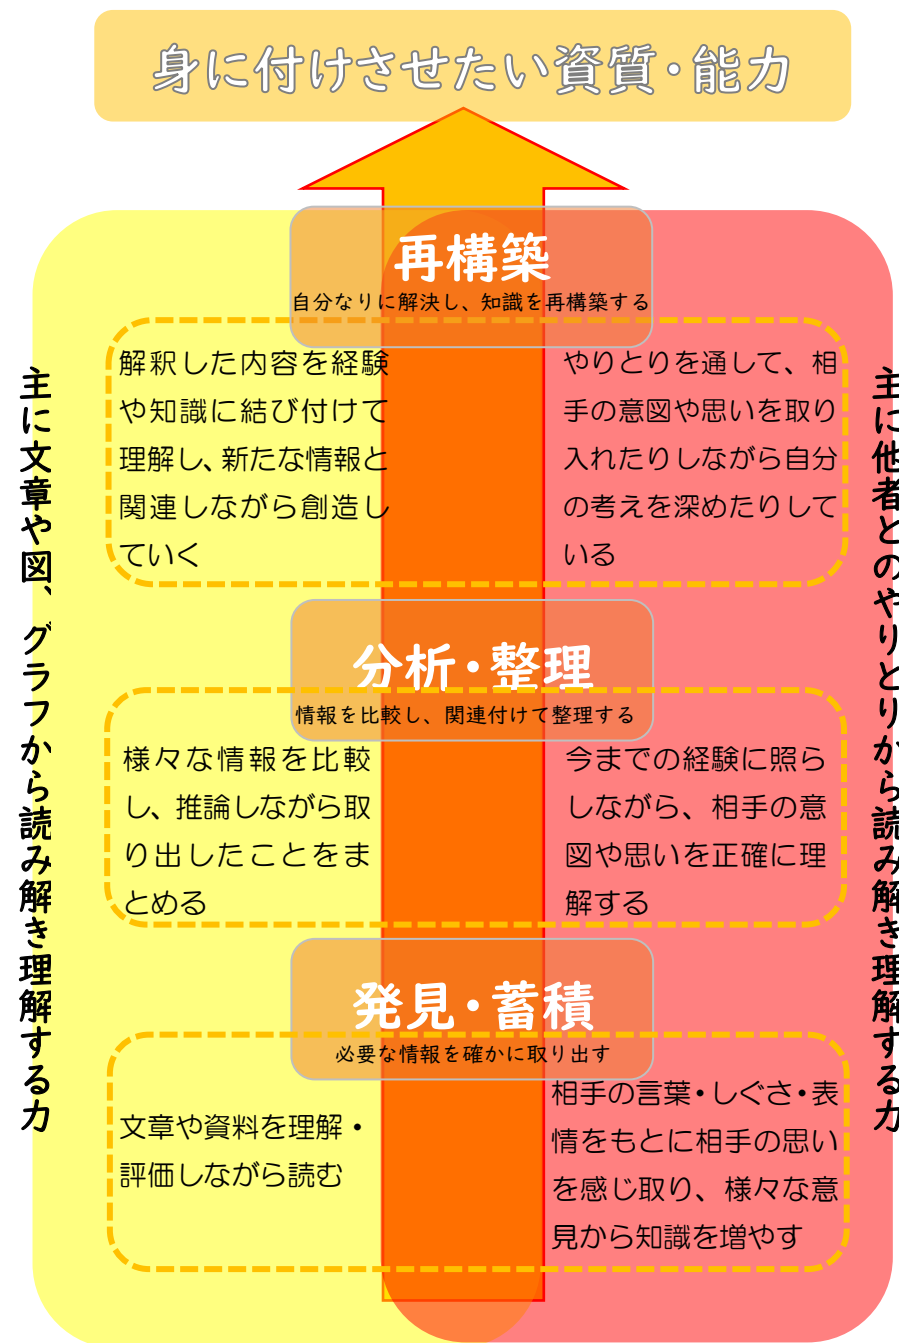 身に付けさせたい資質・能力
再構築
自分なりに解決し、知識を再構築する
主に文章や図、グラフから読み解き理解する力
解釈した内容を経験
や知識に結び付けて
理解し、新たな情報と
関連しながら創造し
ていく
やりとりを通して、相
手の意図や思いを取り
入れたりしながら自分
の考えを深めたりして
いる
主に他者とのやりとりから読み解き理解する力
分析・整理
情報を比較し、関連付けて整理する
様々な情報を比較
し、推論しながら取
り出したことをま
とめる
今までの経験に照ら
しながら、相手の意
図や思いを正確に理
解する
発見・蓄積
必要な情報を確かに取り出す
文章や資料を理解・
評価しながら読む
相手の言葉・しぐさ・表
情をもとに相手の思い
を感じ取り、様々な意
見から知識を増やす